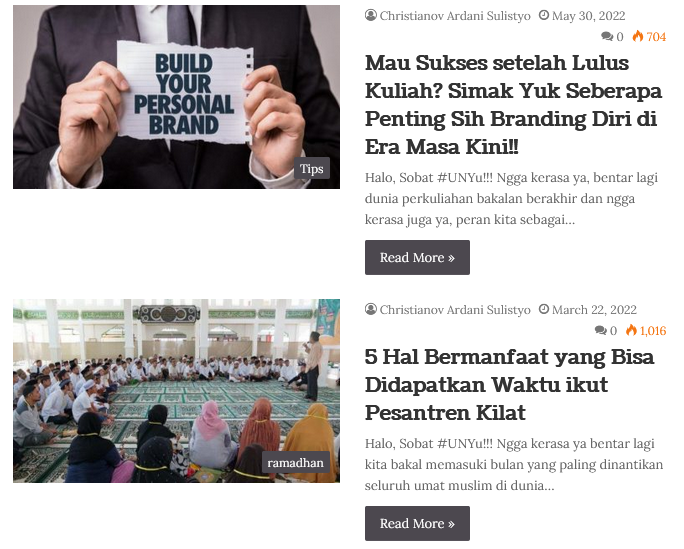 BUILD
YOUR
PERSONAL
BRAND
Tips
Christianov Ardani Sulistyo May 30, 2022
0 704
Mau Sukses setelah Lulus
Kuliah? Simak Yuk Seberapa
Penting Sih Branding Diri di
Era Masa Kini!!
Halo, Sobat #UNYu!!! Ngga kerasa ya, bentar lagi
dunia perkuliahan bakalan berakhir dan ngga
kerasa juga ya, peran kita sebagai…
Read More »
ramadhan
Christianov Ardani Sulistyo March 22, 2022
0 1,016
5 Hal Bermanfaat yang Bisa
Didapatkan Waktu ikut
Pesantren Kilat
Halo, Sobat #UNYu!!! Ngga kerasa ya bentar lagi
kita bakal memasuki bulan yang paling dinantikan
seluruh umat muslim di dunia…
Read More »